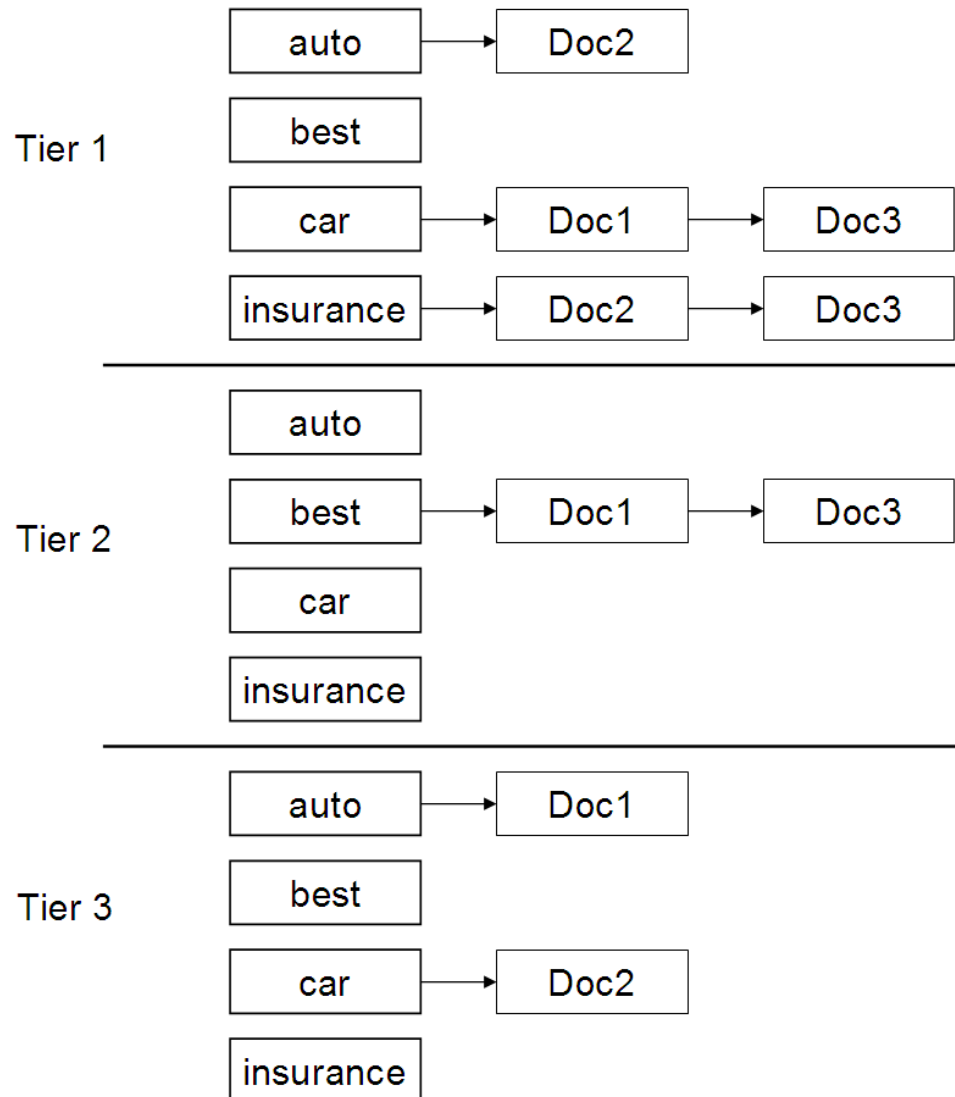 auto Doc2
Tier 1
best
car Doc1 Doc3
insurance Doc2 Doc3
auto
Tier 2
best Doc1 Doc3
car
insurance
auto Doc1
Tier 3
best
car Doc2
insurance